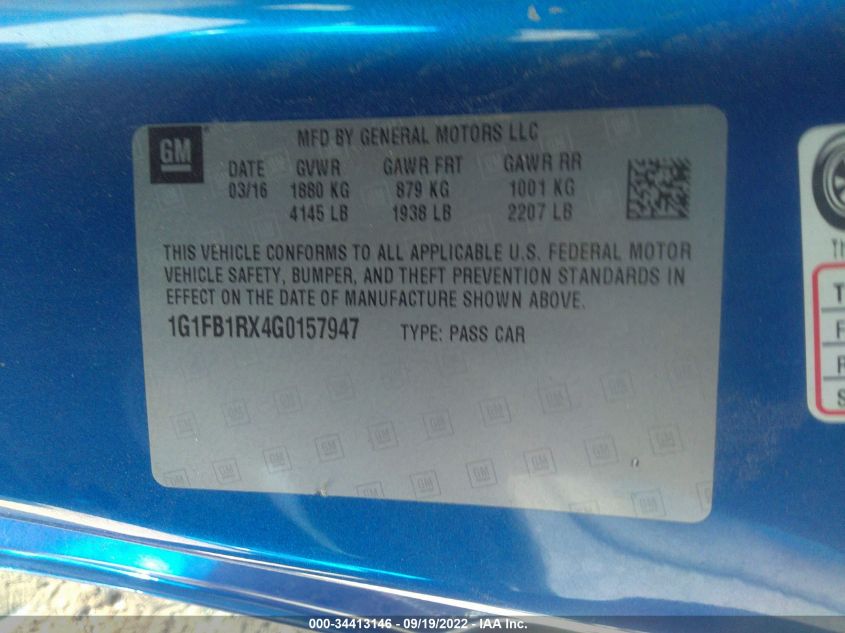 GM
MFD BY GENERAL MOTORS LLC
DATE GVWR GAWR FRT GAWR RR
03/16 1880 KG 879 KG 1001 KG
4145 LB 1938 LB 2207 LB
THIS VEHICLE CONFORMS TO ALL APPLICABLE U.S. FEDERAL MOTOR
VEHICLE SAFETY, BUMPER, AND THEFT PREVENTION STANDARDS IN
EFFECT ON THE DATE OF MANUFACTURE SHOWN ABOVE.
1G1FB1RX4G0157947 TYPE: PASS CAR
000-34413146 - 09/19/2022 - IAA Inc.